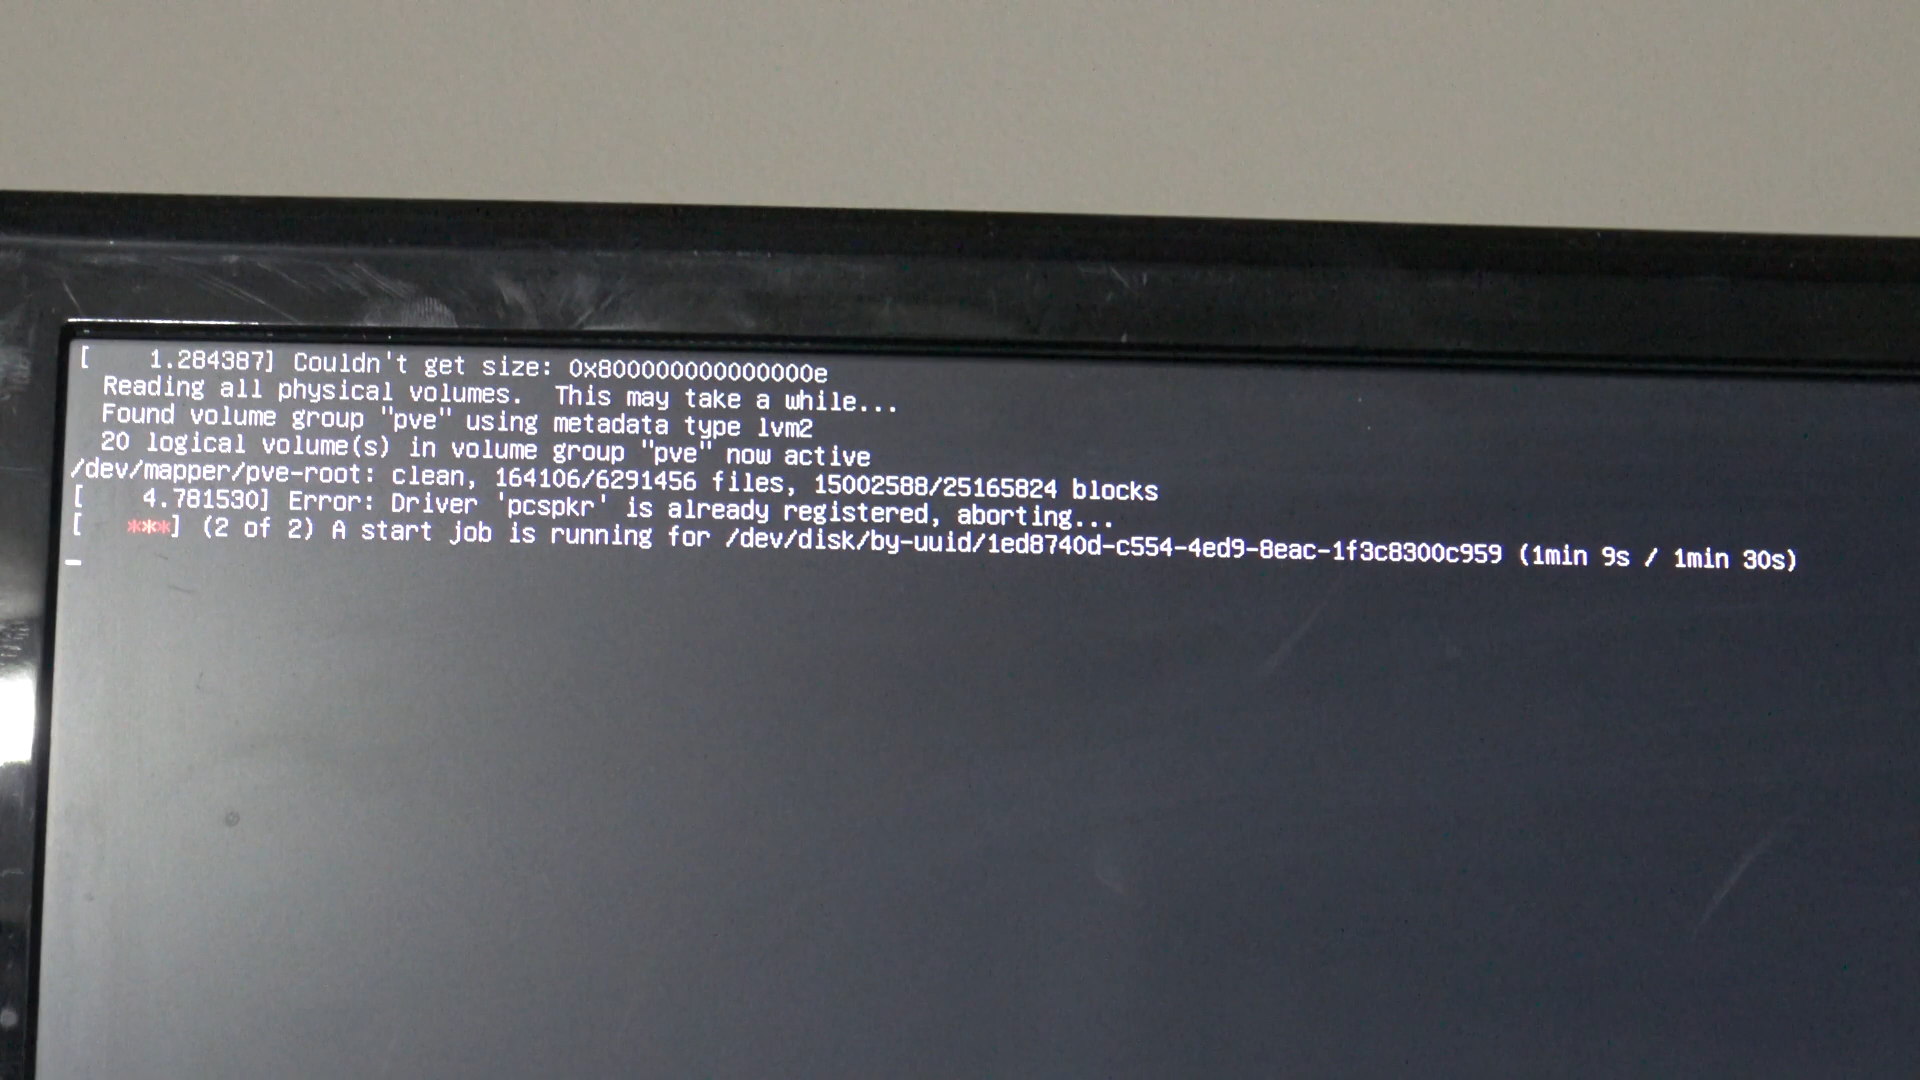 [    1.284387] Couldn't get size: 0x800000000000000e
Reading all physical volumes.  This may take a while...
Found volume group "pve" using metadata type lvm2
20 logical volume(s) in volume group "pve" now active
/dev/mapper/pve-root: clean, 164106/6291456 files, 15002588/25165824 blocks
[    4.781530] Error: Driver 'pcspkr' is already registered, aborting...
[   ***] (2 of 2) A start job is running for /dev/disk/by-uuid/1ed8740d-c554-4ed9-8eac-1f3c8300c959 (1min 9s / 1min 30s)